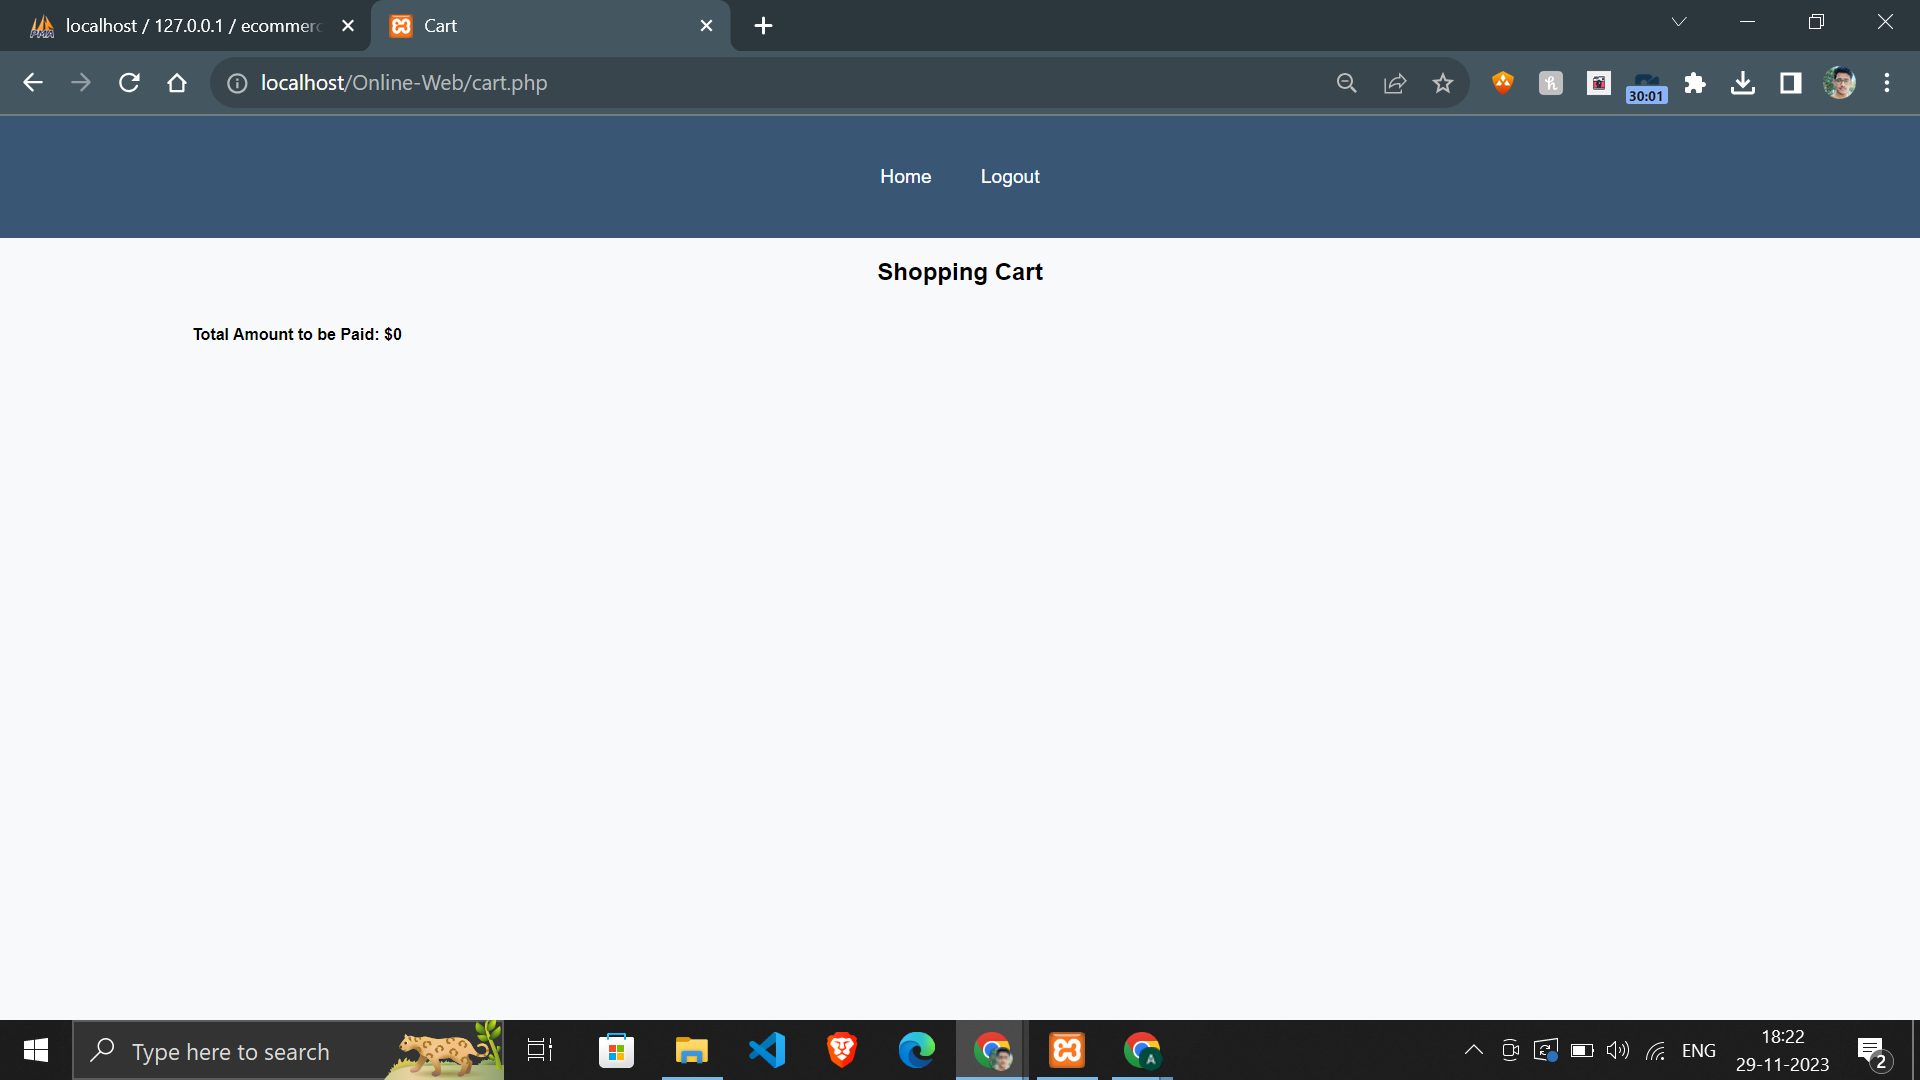 localhost / 127.0.0.1 / ecommerc
Cart
localhost/Online-Web/cart.php
30:01
Home
Logout
Shopping Cart
Total Amount to be Paid: $0
Type here to search
A
ENG
18:22
29-11-2023
2